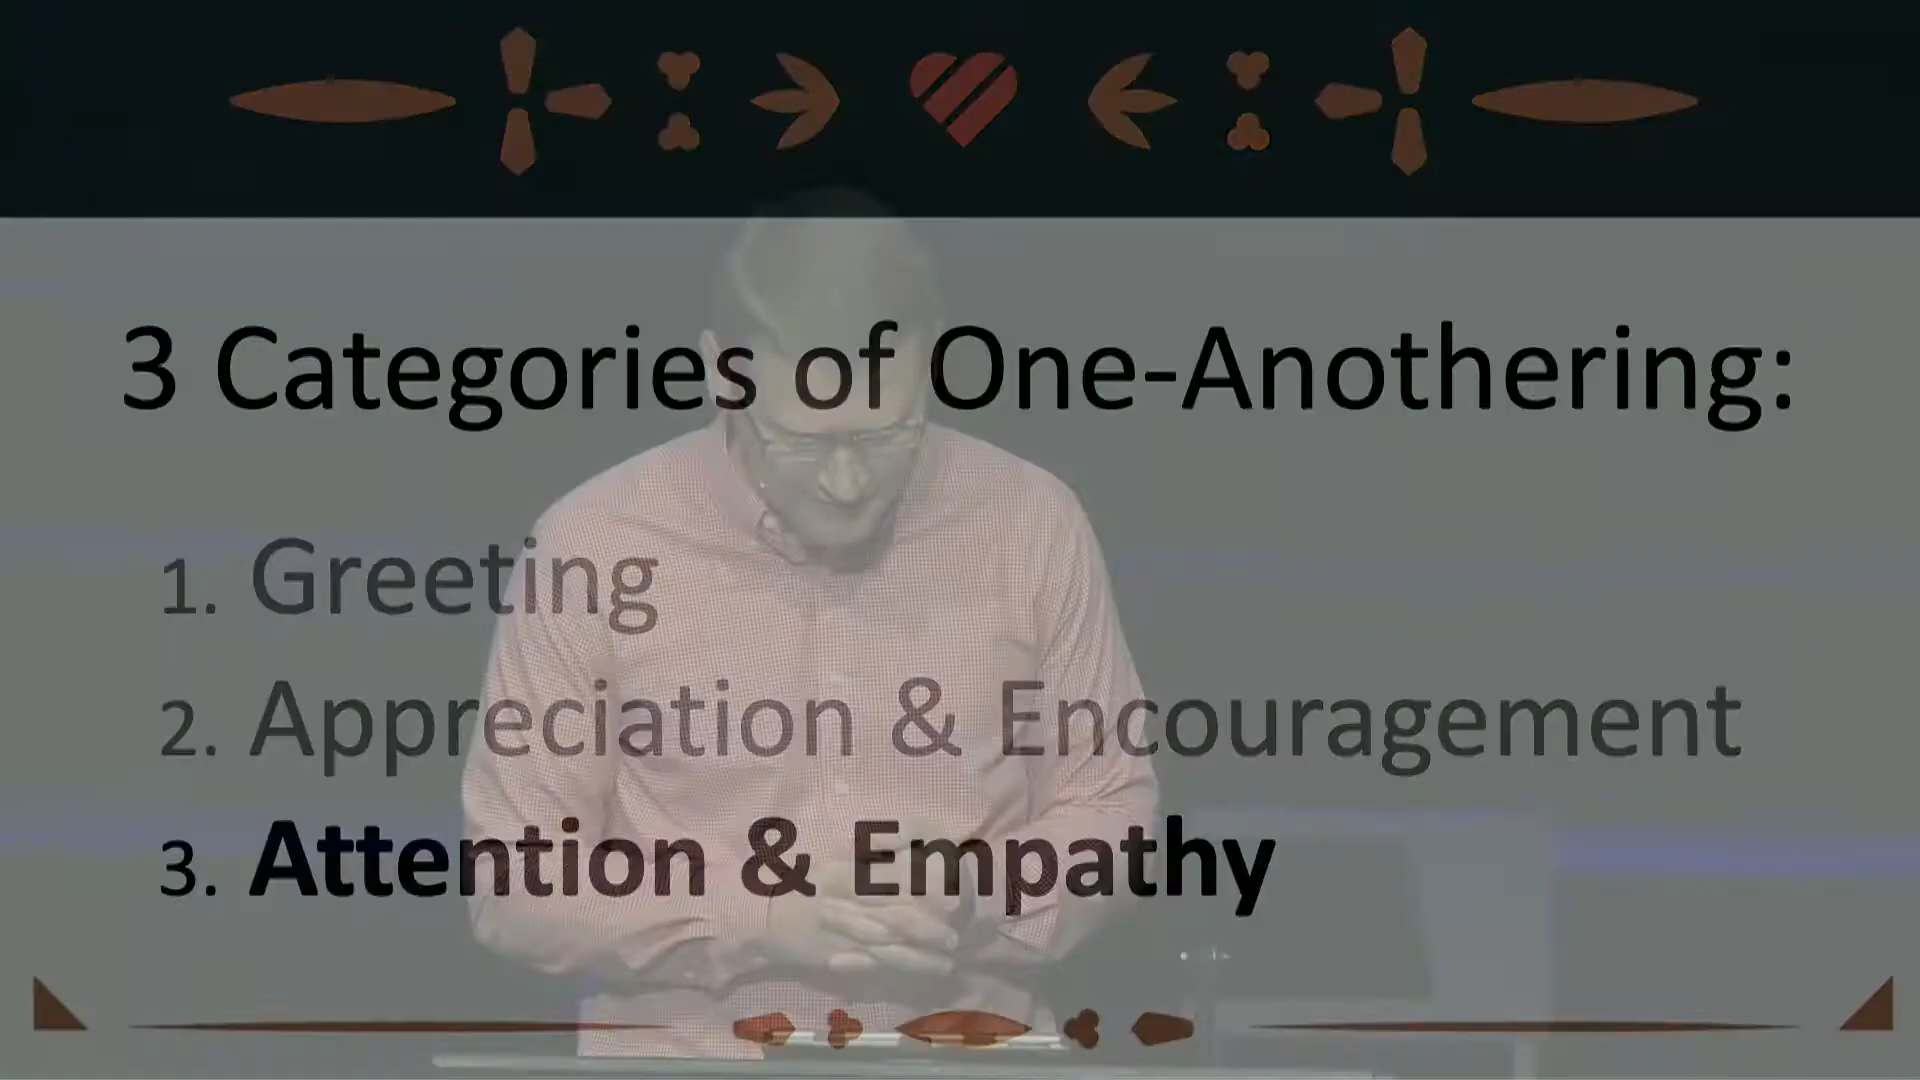 3 Categories of One-Anothering:
1. Greeting
2. Appreciation & Encouragement
3. Attention & Empathy